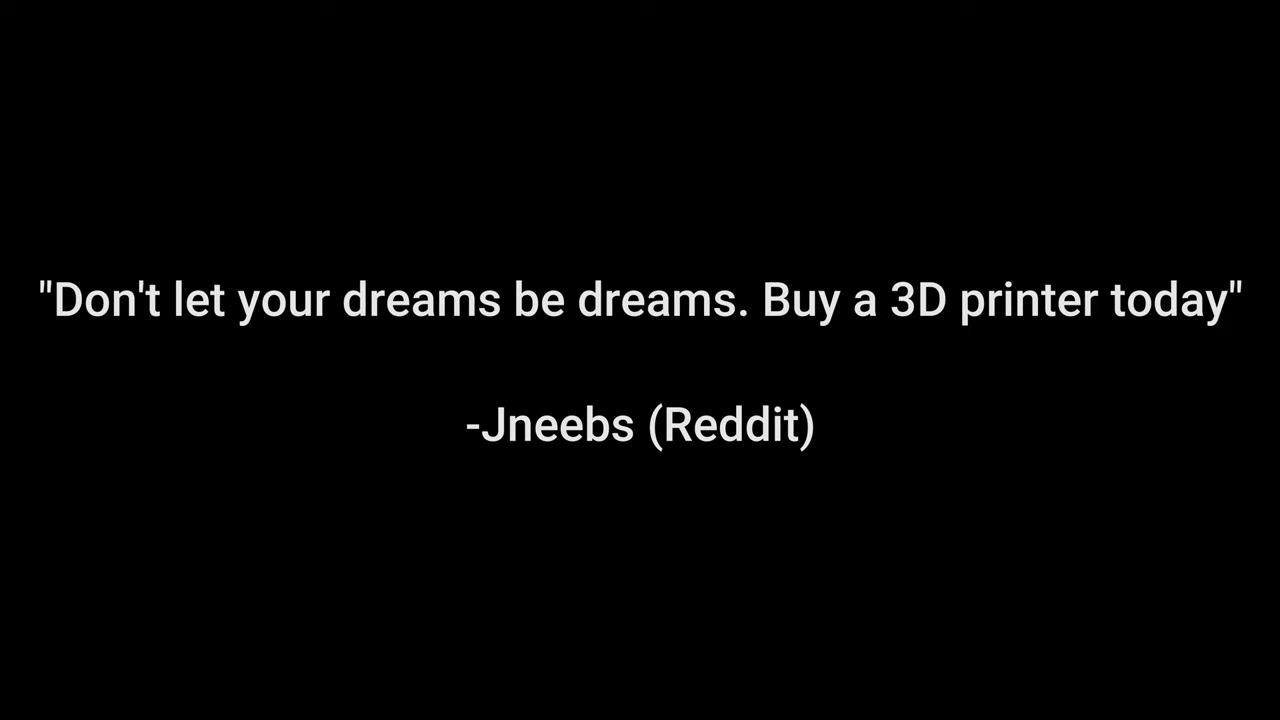 "Don't let your dreams be dreams. Buy a 3D printer today"
-Jneebs (Reddit)